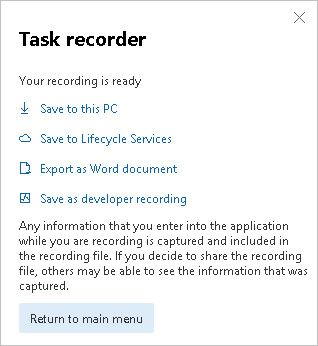 Task recorder
Your recording is ready
Save to this PC
Save to Lifecycle Services
Export as Word document
Save as developer recording
Any information that you enter into the application
while you are recording is captured and included in
the recording file. If you decide to share the recording
file, others may be able to see the information that was
captured.
Return to main menu